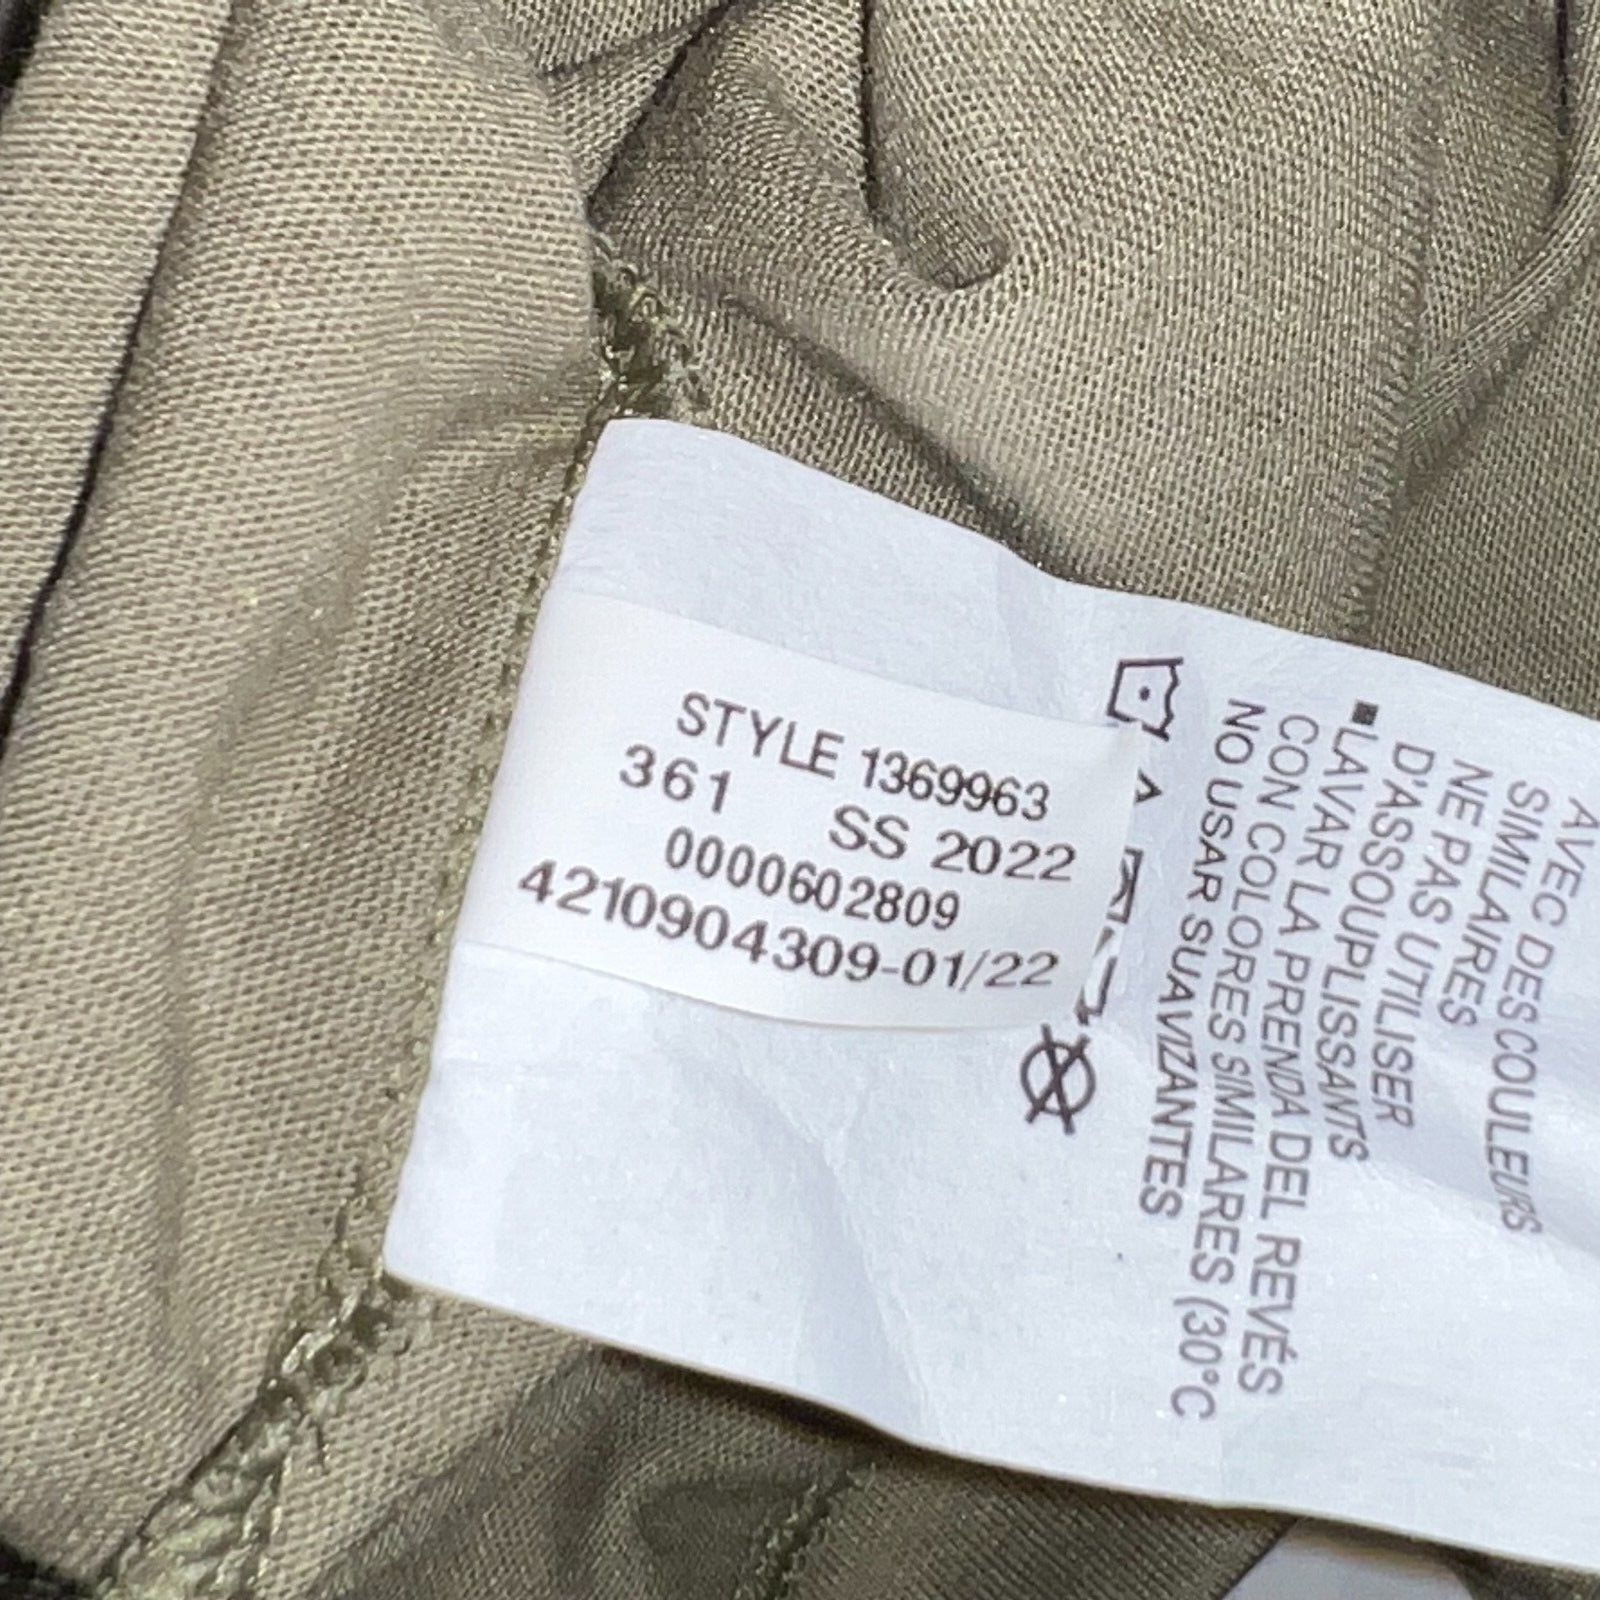 STYLE 1369963
361 SS 2022
0000602809
4210904309-01/22
AVEC DES COULEURS
SIMILAIRES
NE PAS UTILISER
D'ASSOUPLISSANTS
■LAVAR LA PRENDA DEL REVÉS
CON COLORES SIMILARES (30°C
NO USAR SUAVIZANTES